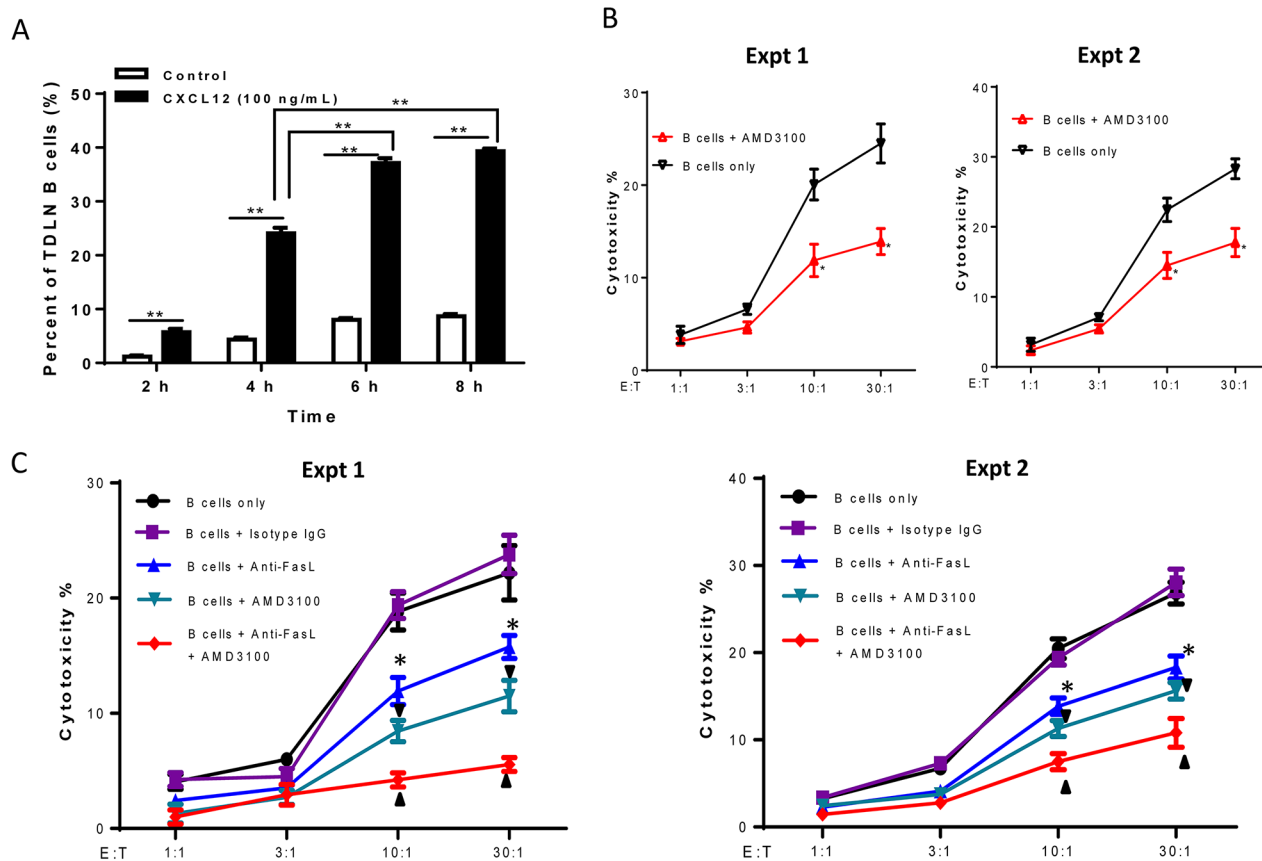 A
Control
CXCL12 (100 ng/mL)
Percent of TDLN B cells (%)
50
40
30
20
10
0
**
**
**
**
**
**
2 h
4 h
6 h
8 h
Time
B
Expt 1
B cells + AMD3100
B cells only
Cytotoxicity %
30
20
10
0
*
*
E:T
1:1
3:1
10:1
30:1
Expt 2
B cells + AMD3100
B cells only
Cytotoxicity %
40
30
20
10
0
*
*
E:T
1:1
3:1
10:1
30:1
C
Expt 1
B cells only
B cells + Isotype IgG
B cells + Anti-FasL
B cells + AMD3100
B cells + Anti-FasL
+ AMD3100
Cytotoxicity %
30
20
10
0
*
*
E:T
1:1
3:1
10:1
30:1
Expt 2
B cells only
B cells + Isotype IgG
B cells + Anti-FasL
B cells + AMD3100
B cells + Anti-FasL
+ AMD3100
Cytotoxicity %
40
30
20
10
0
*
*
E:T
1:1
3:1
10:1
30:1